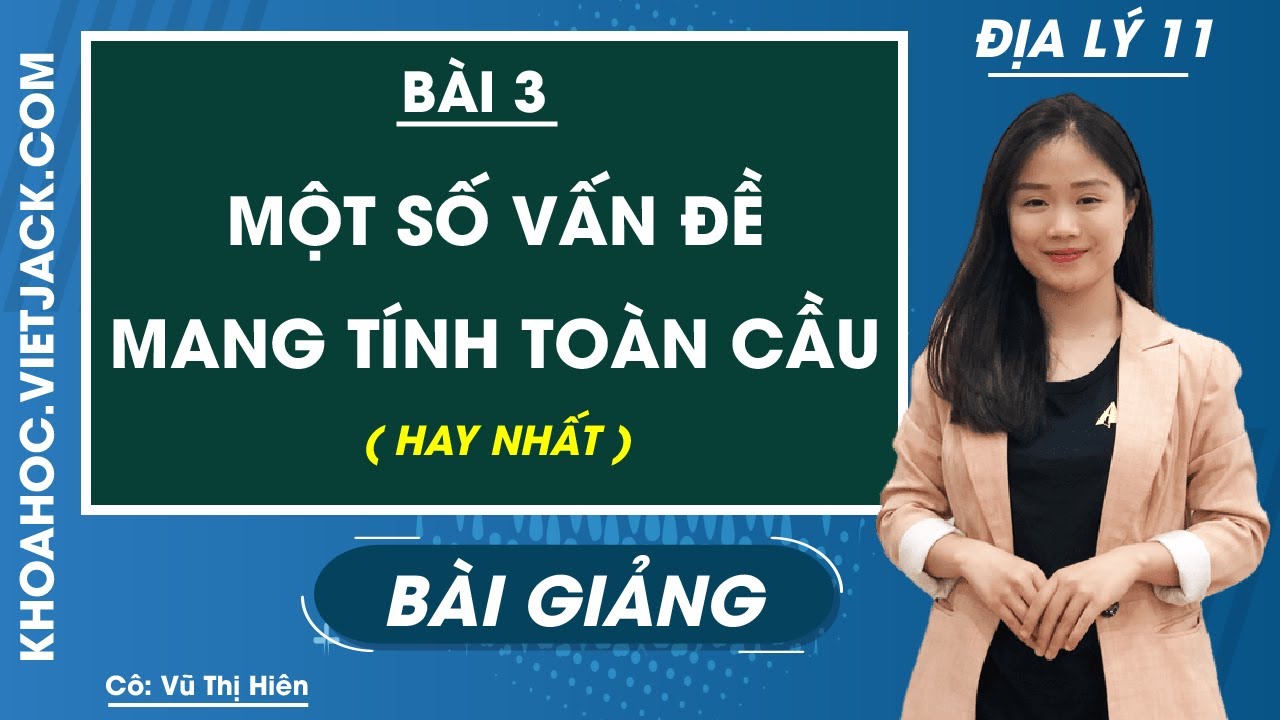 ĐỊA LÝ 11
BÀI 3
MỘT SỐ VẤN ĐỀ
MANG TÍNH TOÀN CẦU
( HAY NHẤT )
BÀI GIẢNG
Cô: Vũ Thị Hiên
KHOAHOC.VIETJACK.COM